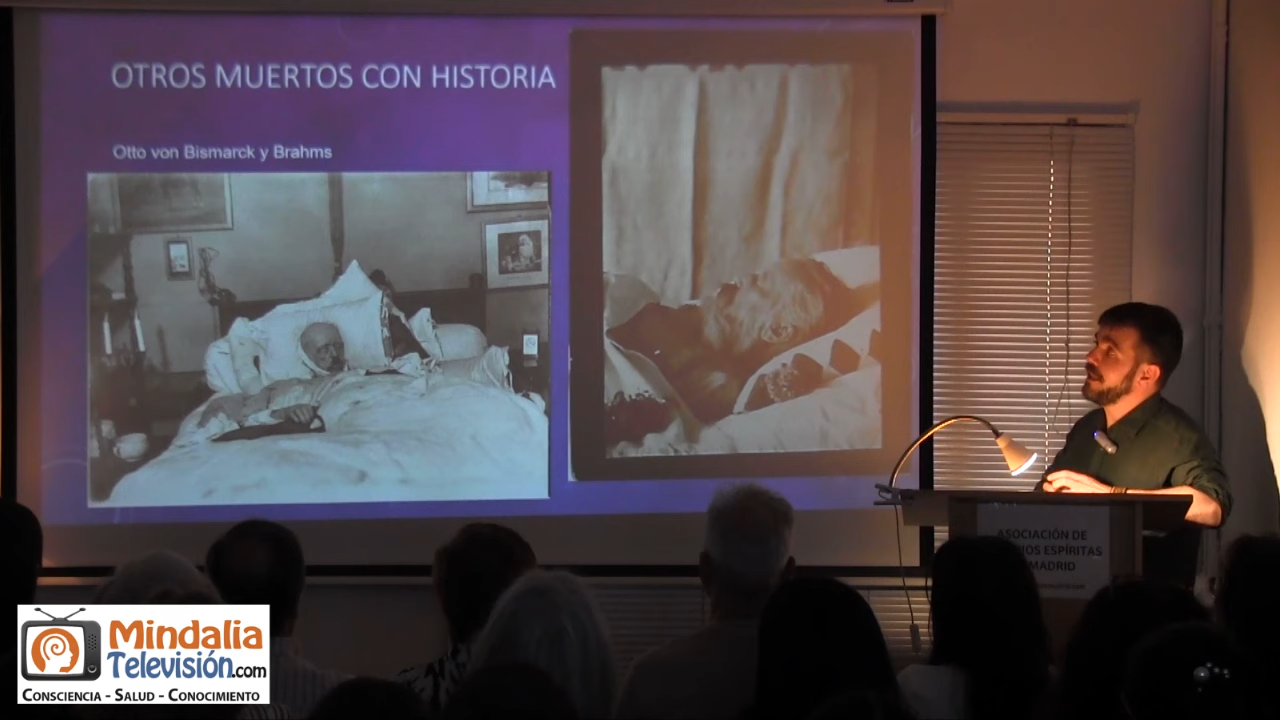 OTROS MUERTOS CON HISTORIA
Otto von Bismarck y Brahms
ASOCIACIÓN DE
ESPÍRITAS
MADRID
Mindalia
Televisión.com
CONSCIENCIA - SALUD - CONOCIMIENTO